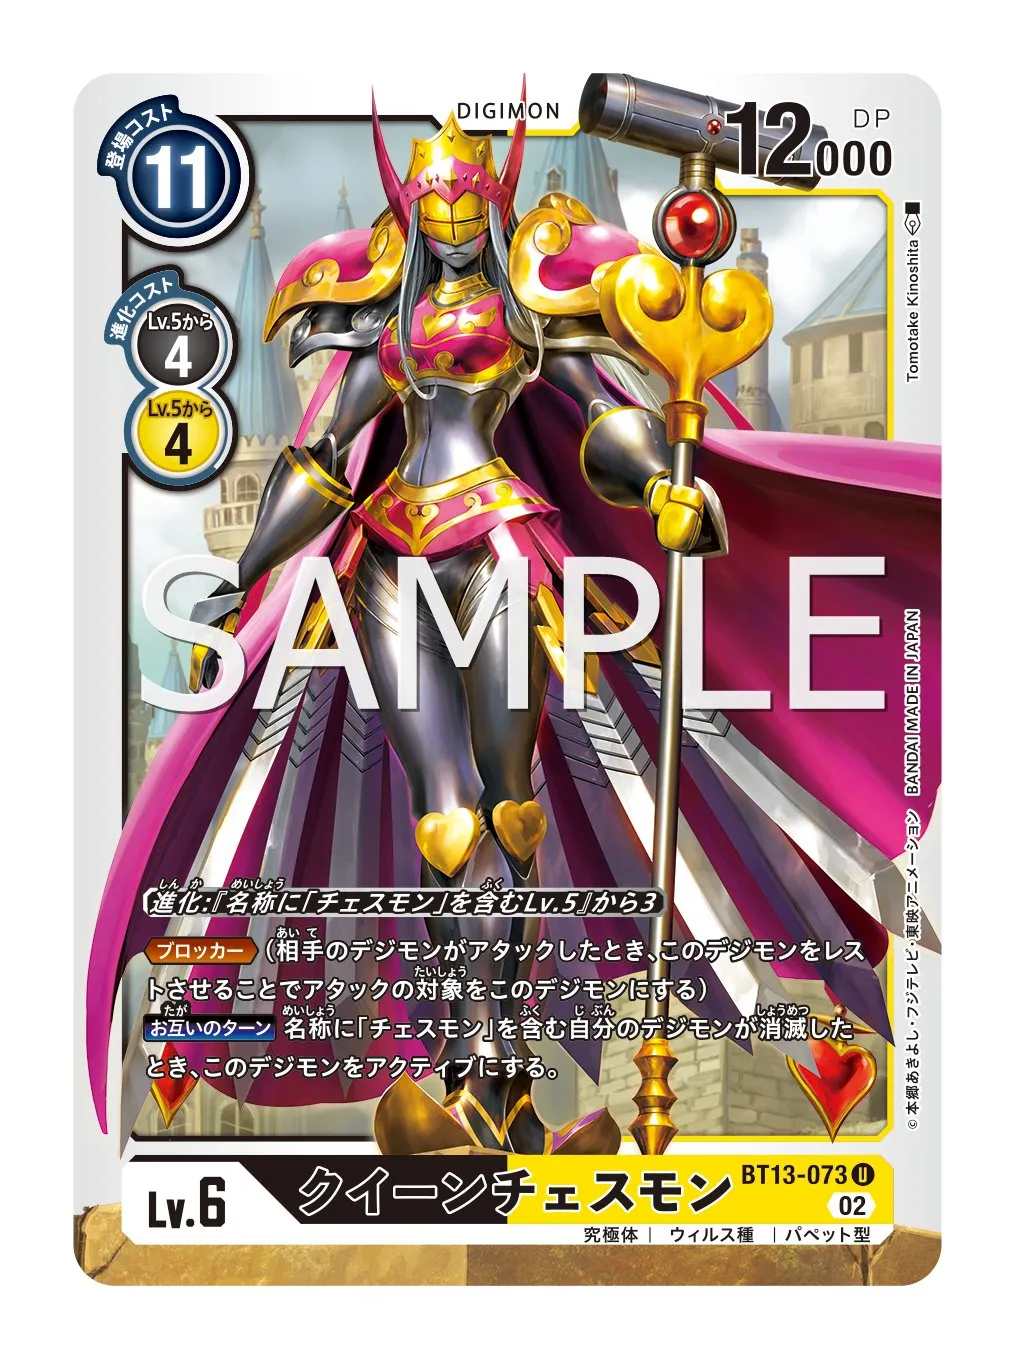 DIGIMON
登場コスト
11
12000
DP
進化コスト
Lv.5から
4
Lv.5から
4
Tomotake Kinoshita
SAMPLE
進化:『名称に「チェスモン」を含むLv.5』から3
ブロッカー (相手のデジモンがアタックしたとき、このデジモンをレス
トさせることでアタックの対象をこのデジモンにする)
お互いのターン 名称に「チェスモン」を含む自分のデジモンが消滅した
とき、このデジモンをアクティブにする。
©本郷あきよし・フジテレビ・東映アニメーション BANDAI MADE IN JAPAN
Lv.6
クイーンチェスモン
BT13-073 U
02
究極体 | ウィルス種 | パペット型